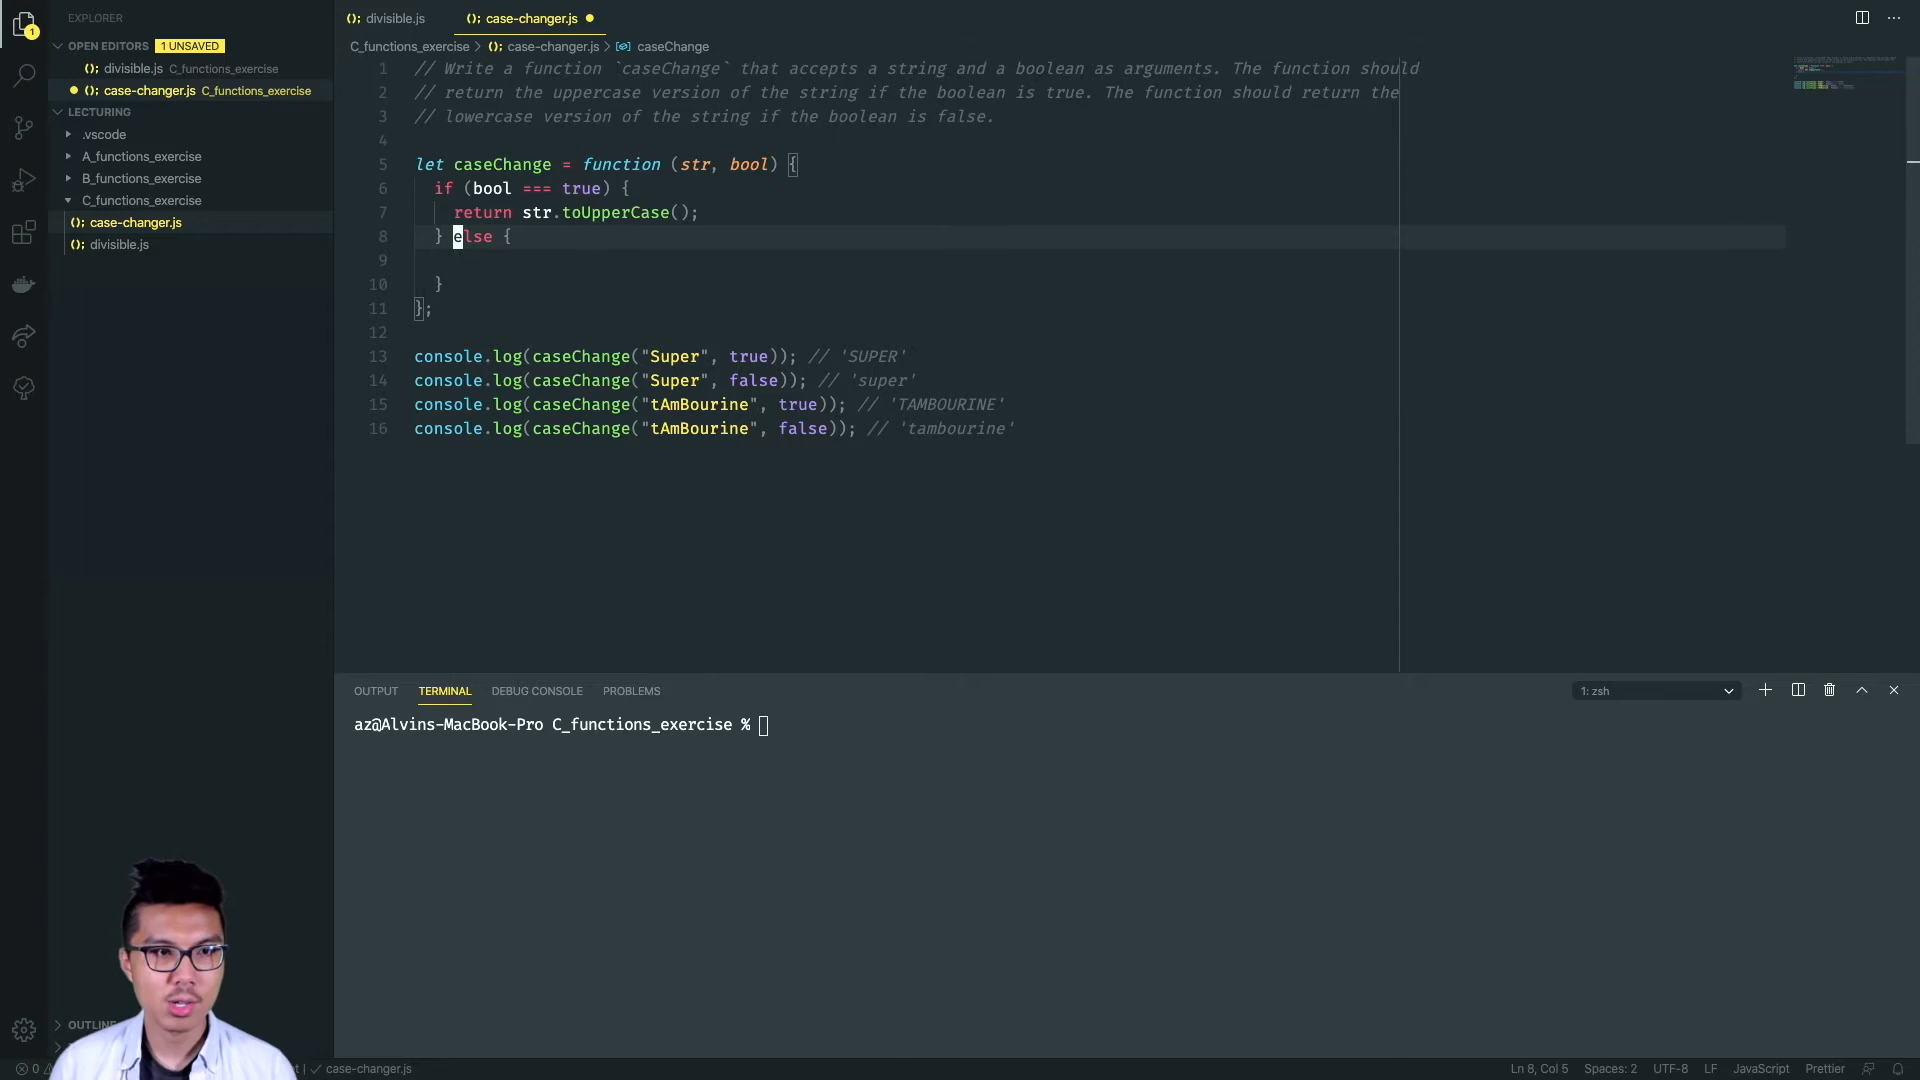 EXPLORER
OPEN EDITORS 1 UNSAVED
divisible.js C_functions_exercise
case-changer.js C_functions_exercise
LECTURING
.vscode
A_functions_exercise
B_functions_exercise
C_functions_exercise
case-changer.js
divisible.js
OUTLINE
divisible.js
case-changer.js
C_functions_exercise > case-changer.js > caseChange
1 // Write a function `caseChange` that accepts a string and a boolean as arguments. The function should
2 // return the uppercase version of the string if the boolean is true. The function should return the
3 // lowercase version of the string if the boolean is false.
4
5 let caseChange = function (str, bool) {
6 if (bool === true) {
7 return str.toUpperCase();
8 } else {
9
10 }
11 };
12
13 console.log(caseChange("Super", true)); // 'SUPER'
14 console.log(caseChange("Super", false)); // 'super'
15 console.log(caseChange("tAmBourine", true)); // 'TAMBOURINE'
16 console.log(caseChange("tAmBourine", false)); // 'tambourine'
OUTPUT TERMINAL DEBUG CONSOLE PROBLEMS
1: zsh
az@Alvins-MacBook-Pro C_functions_exercise %
0
case-changer.js
Ln 8, Col 5 Spaces: 2 UTF-8 LF JavaScript Prettier